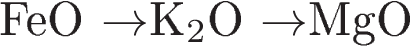 FeO → K₂O → MgO